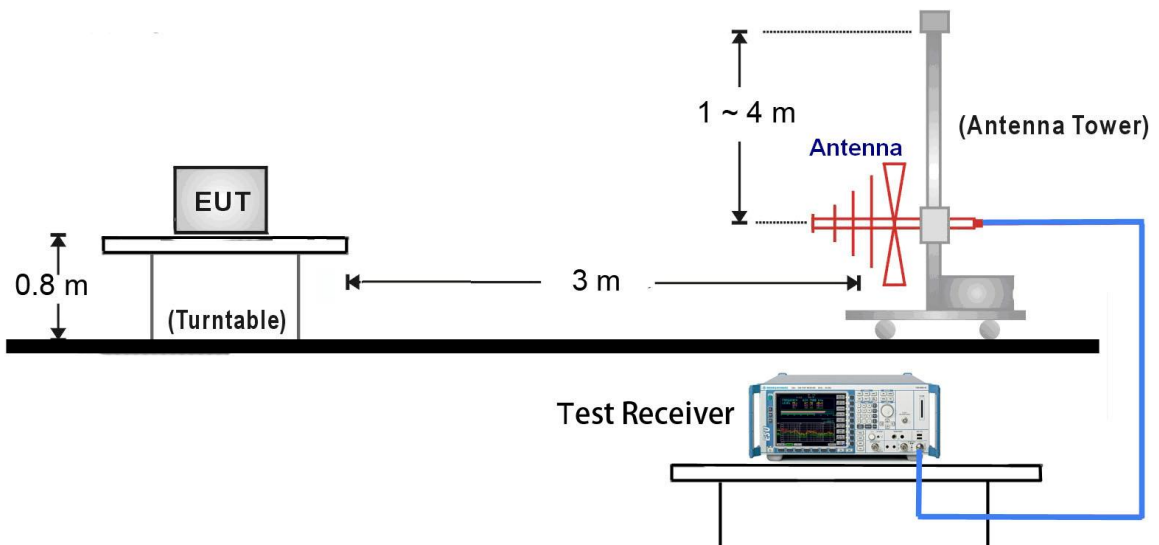 1 ~ 4 m
(Antenna Tower)
Antenna
EUT
0.8 m
3 m
(Turntable)
Test Receiver